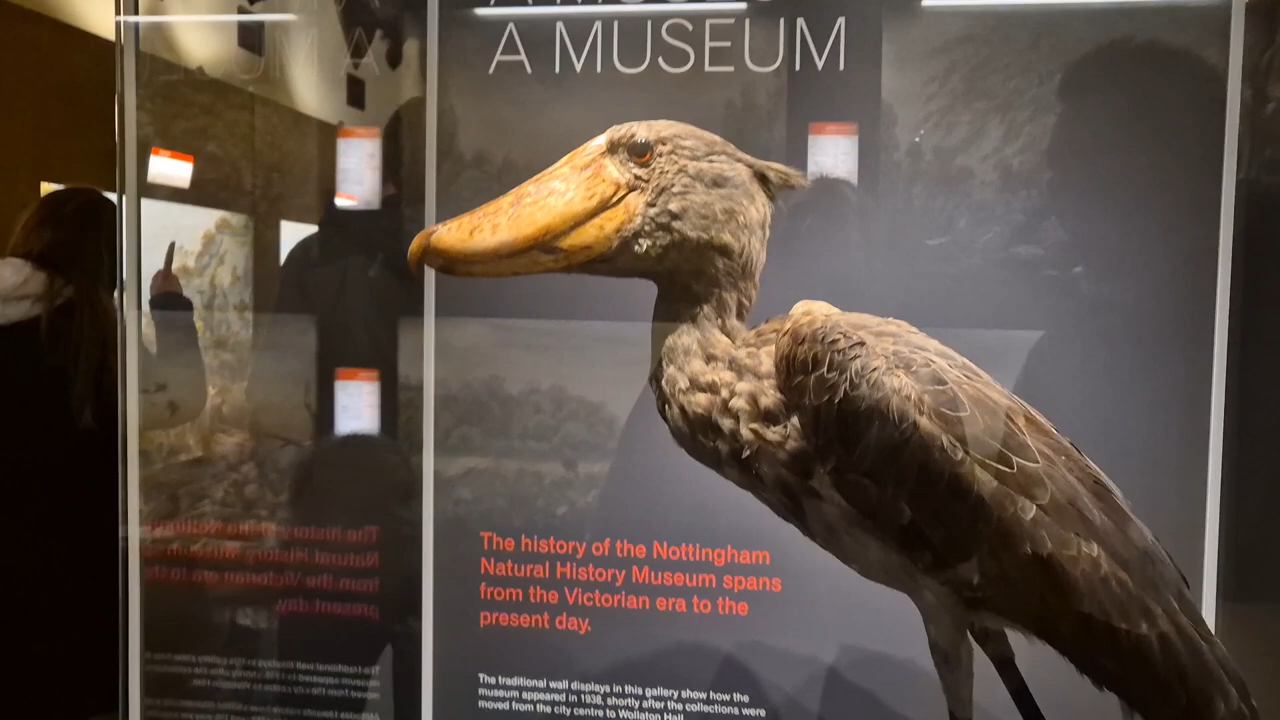 A MUSEUM
The history of the Nottingham
Natural History Museum spans
from the Victorian era to the
present day.
The traditional wall displays in this gallery show how the
museum appeared in 1938, shortly after the collections were
moved from the city centre to Wollaton Hall.